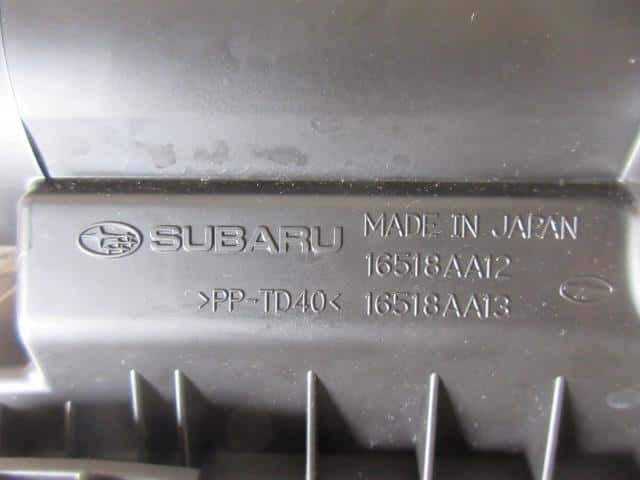 SUBARU MADE IN JAPAN
16518AA12
>PP-TD40< 16518AA13